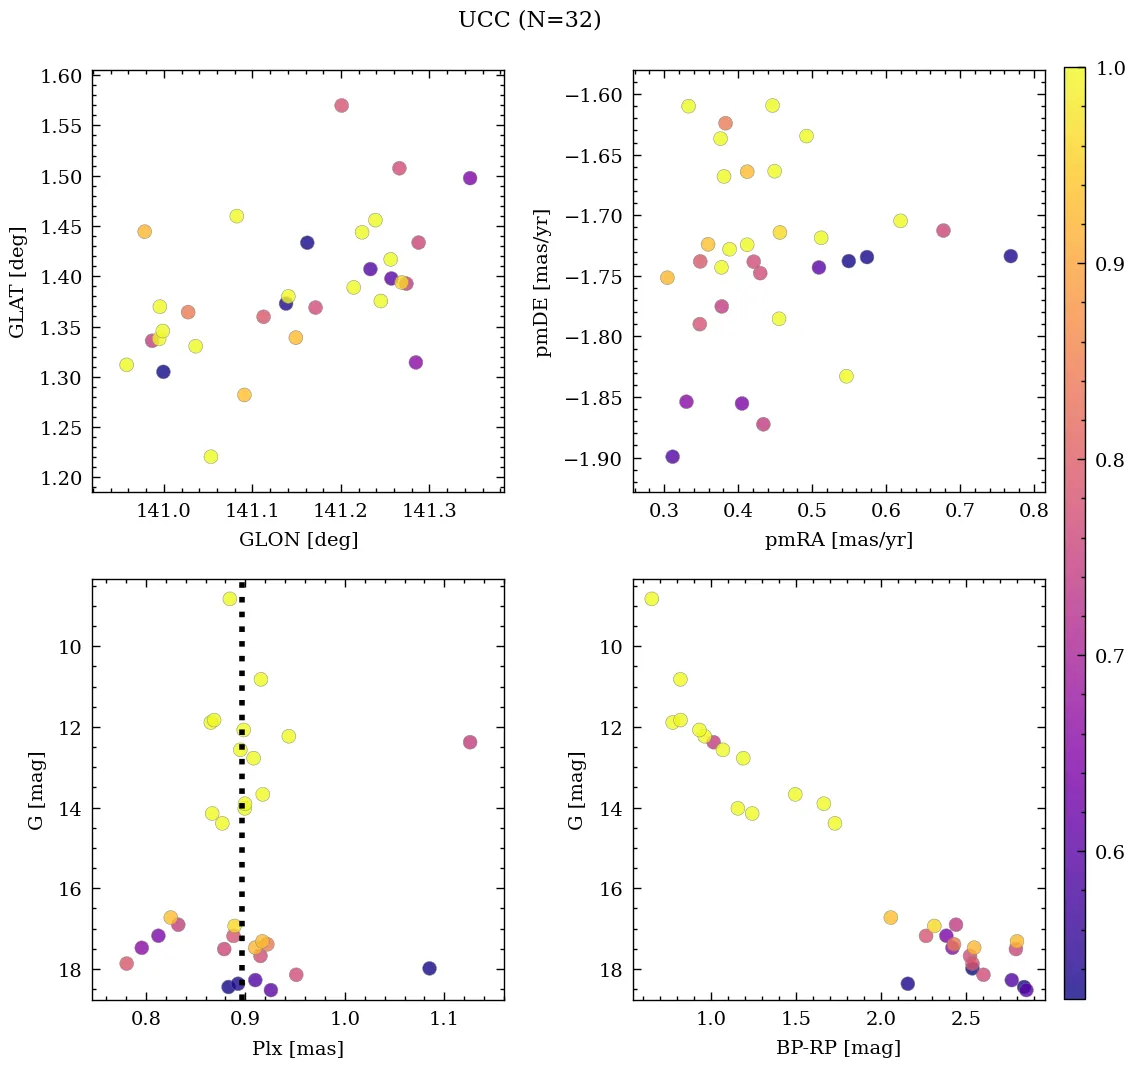 UCC (N=32)
1.60
1.55
1.50
1.45
1.40
1.35
1.30
1.25
1.20
GLAT [deg]
141.0 141.1 141.2 141.3
GLON [deg]
−1.60
−1.65
−1.70
−1.75
−1.80
−1.85
−1.90
pmDE [mas/yr]
0.3 0.4 0.5 0.6 0.7 0.8
pmRA [mas/yr]
1.0
0.9
0.8
0.7
0.6
10
12
14
16
18
G [mag]
0.8 0.9 1.0 1.1
Plx [mas]
10
12
14
16
18
G [mag]
1.0 1.5 2.0 2.5
BP-RP [mag]